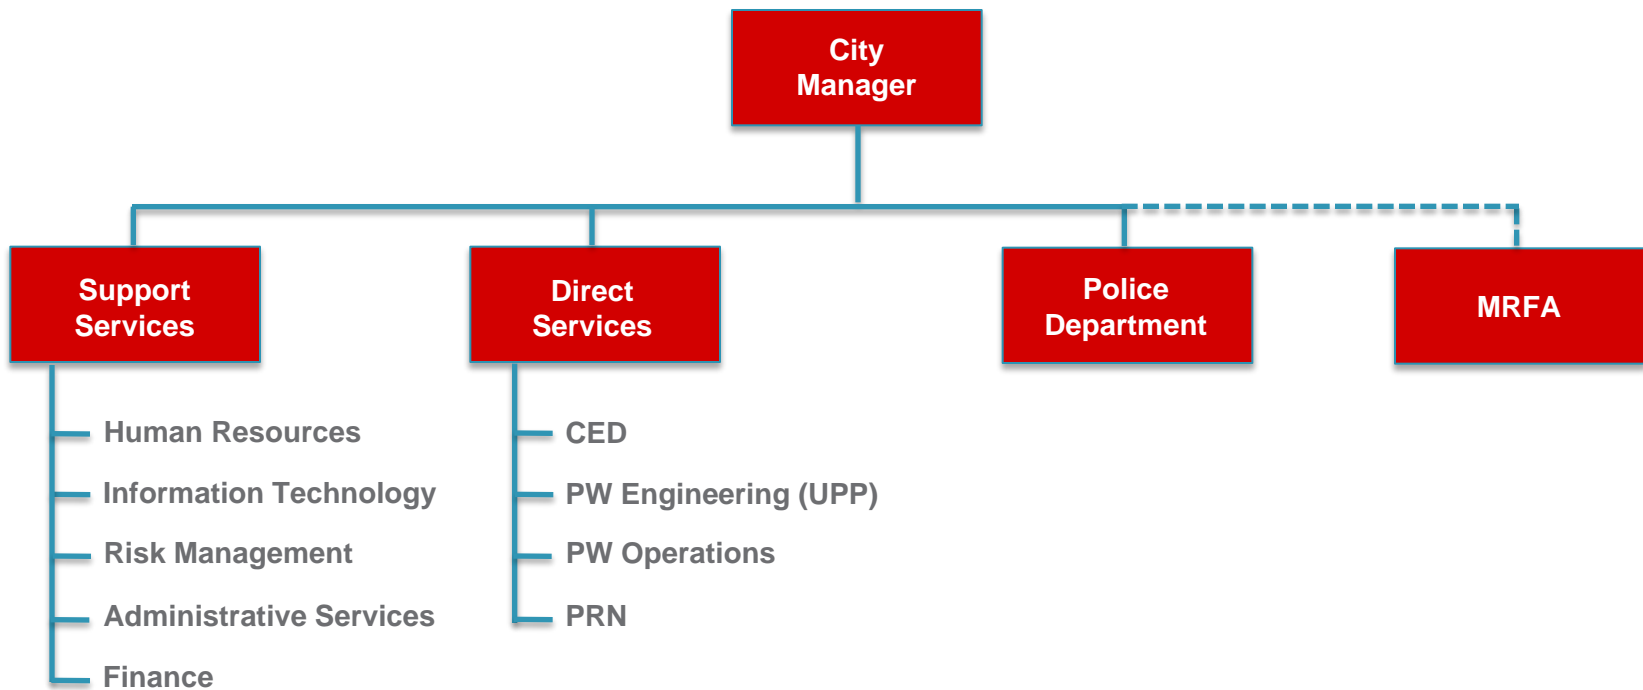 City
Manager
Support
Services
Direct
Services
Police
Department
MRFA
Human Resources
Information Technology
Risk Management
Administrative Services
Finance
CED
PW Engineering (UPP)
PW Operations
PRN